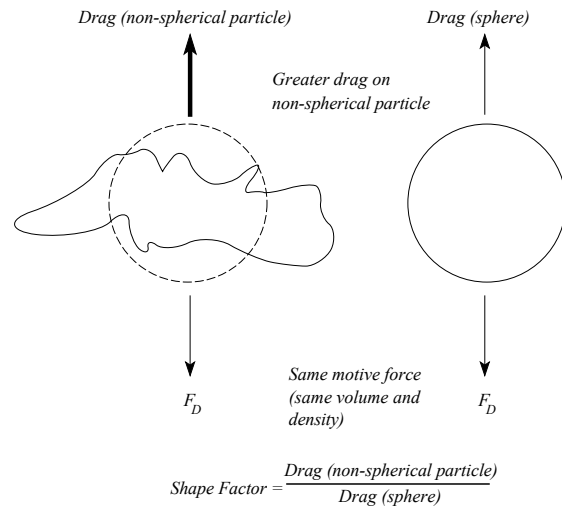 Drag (non-spherical particle)
Drag (sphere)
Greater drag on
non-spherical particle
Same motive force
(same volume and
density)
F_D
F_D
Shape Factor = Drag (non-spherical particle)
Drag (sphere)